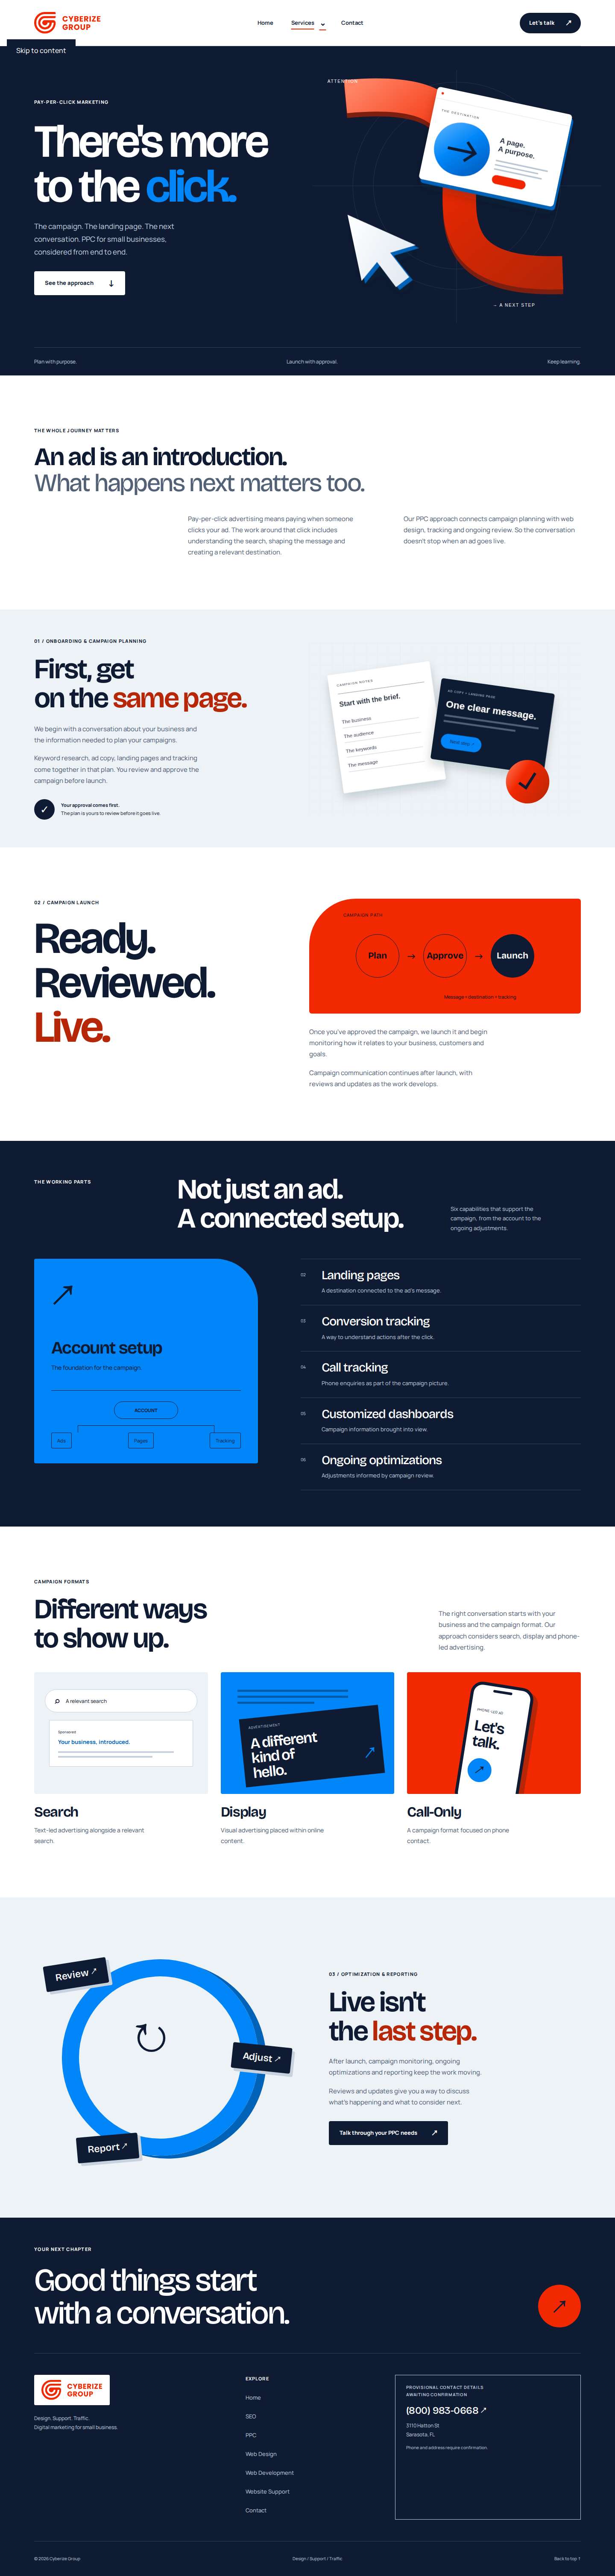 CYBERIZE
GROUP
Home
Services
Contact
Let's talk ↗
Skip to content
PAY-PER-CLICK MARKETING
There's more
to the click.
The campaign. The landing page. The next
conversation. PPC for small businesses,
considered from end to end.
See the approach ↓
ATTENTION
THE DESTINATION
A page.
A purpose.
→ A NEXT STEP
Plan with purpose.
Launch with approval.
Keep learning.
THE WHOLE JOURNEY MATTERS
An ad is an introduction.
What happens next matters too.
Pay-per-click advertising means paying when someone
clicks your ad. The work around that click includes
understanding the search, shaping the message and
creating a relevant destination.
Our PPC approach connects campaign planning with web
design, tracking and ongoing review. So the conversation
doesn't stop when an ad goes live.
01 / ONBOARDING & CAMPAIGN PLANNING
First, get
on the same page.
We begin with a conversation about your business and
the information needed to plan your campaigns.
Keyword research, ad copy, landing pages and tracking
come together in that plan. You review and approve the
campaign before launch.
✓
Your approval comes first.
The plan is yours to review before it goes live.
CAMPAIGN NOTES
Start with the brief.
The business
The audience
The keywords
The message
AD COPY + LANDING PAGE
One clear message.
02 / CAMPAIGN LAUNCH
Ready.
Reviewed.
Live.
CAMPAIGN PATH
Plan → Approve → Launch
Message + destination + tracking
Once you've approved the campaign, we launch it and begin
monitoring how it relates to your business, customers and
goals.
Campaign communication continues after launch, with
reviews and updates as the work develops.
THE WORKING PARTS
Not just an ad.
A connected setup.
Six capabilities that support the
campaign, from the account to the
ongoing adjustments.
↗
Account setup
The foundation for the campaign.
ACCOUNT
Ads
Pages
Tracking
02
Landing pages
A destination connected to the ad's message.
03
Conversion tracking
A way to understand actions after the click.
04
Call tracking
Phone enquiries as part of the campaign picture.
05
Customized dashboards
Campaign information brought into view.
06
Ongoing optimizations
Adjustments informed by campaign review.
CAMPAIGN FORMATS
Different ways
to show up.
The right conversation starts with your
business and the campaign format. Our
approach considers search, display and phone-
led advertising.
A relevant search
Sponsored
Your business, introduced.
Search
Text-led advertising alongside a relevant
search.
ADVERTISEMENT
A different
kind of
hello.
↗
Display
Visual advertising placed within online
content.
PHONE-LED AD
Let's
talk.
↗
Call-Only
A campaign format focused on phone
contact.
Review ↗
Adjust ↗
Report ↗
03 / OPTIMIZATION & REPORTING
Live isn't
the last step.
After launch, campaign monitoring, ongoing
optimizations and reporting keep the work moving.
Reviews and updates give you a way to discuss
what's happening and what to consider next.
Talk through your PPC needs ↗
YOUR NEXT CHAPTER
Good things start
with a conversation.
↗
CYBERIZE
GROUP
Design. Support. Traffic.
Digital marketing for small business.
EXPLORE
Home
SEO
PPC
Web Design
Web Development
Website Support
Contact
PROVISIONAL CONTACT DETAILS
AWAITING CONFIRMATION
(800) 983-0668 ↗
3110 Hatton St
Sarasota, FL
Phone and address require confirmation.
© 2026 Cyberize Group
Design / Support / Traffic
Back to top ↑